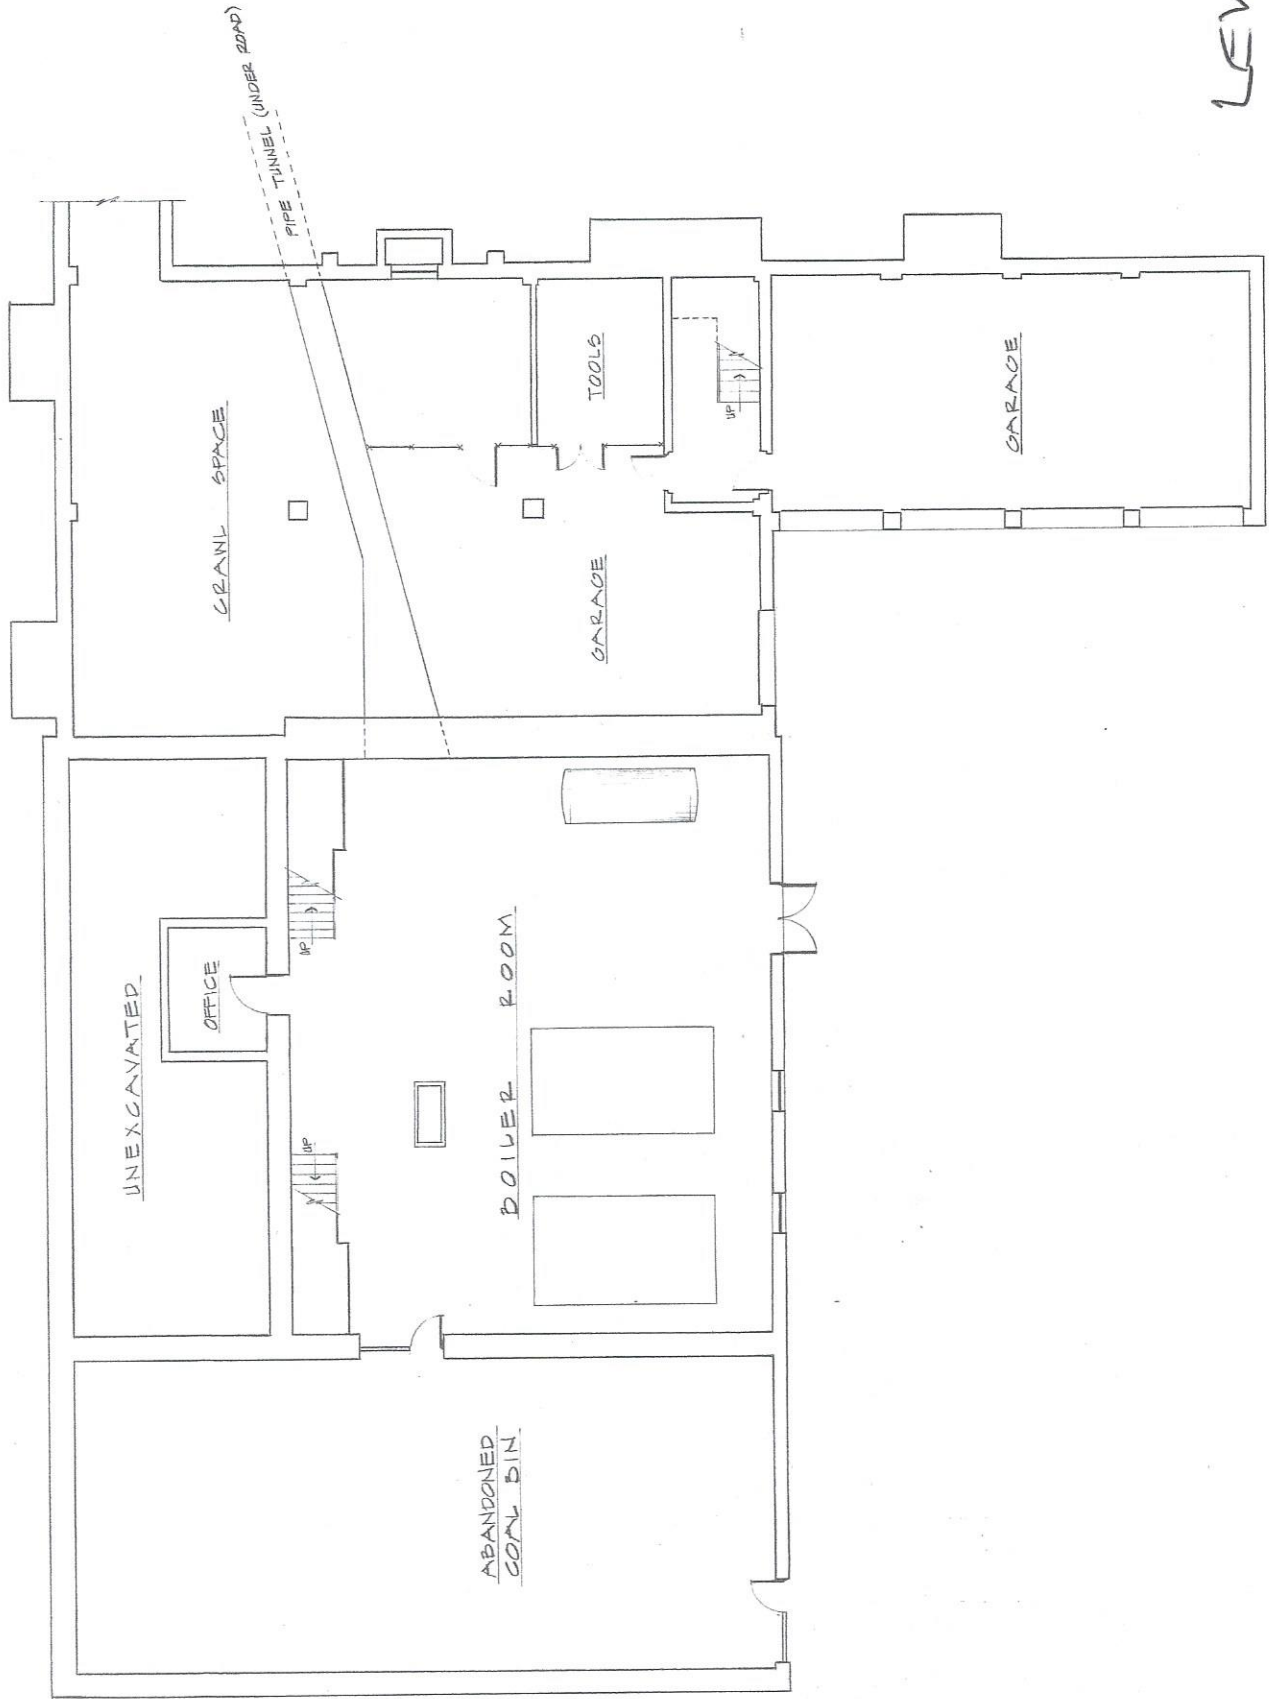 PIPE TUNNEL (UNDER ROAD)
CRAWL SPACE
TOOLS
UP
GARAGE
GARAGE
UNEXCAVATED
OFFICE
UP
UP
BOILER ROOM
ABANDONED
COAL BIN